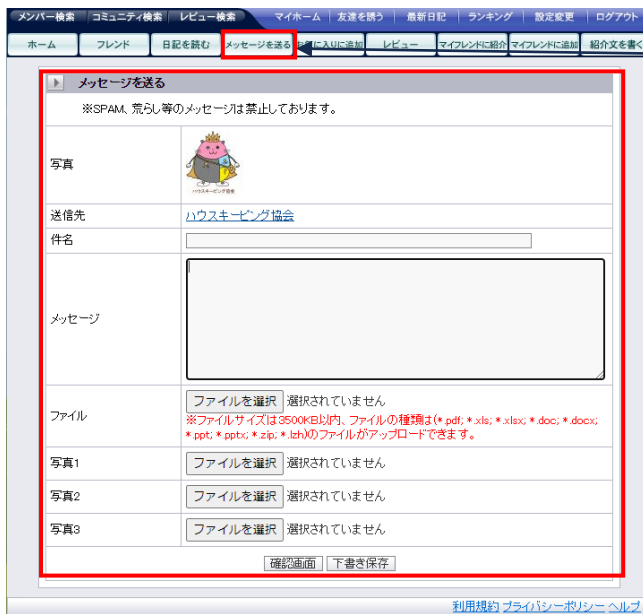 メンバー検索 コミュニティ検索 レビュー検索 マイホーム 友達を誘う 最新日記 ランキング 設定変更 ログアウト
ホーム フレンド 日記を読む メッセージを送る お気に入りに追加 レビュー マイフレンドに紹介 マイフレンドに追加 紹介文を書く
メッセージを送る
※SPAM、荒らし等のメッセージは禁止しております。
写真
ハウスキーピング協会
送信先 ハウスキーピング協会
件名
メッセージ
ファイル ファイルを選択 選択されていません
※ファイルサイズは3500KB以内、ファイルの種類は(*.pdf; *.xls; *.xlsx; *.doc; *.docx;
*.ppt; *.pptx; *.zip; *.lzh)のファイルがアップロードできます。
写真1 ファイルを選択 選択されていません
写真2 ファイルを選択 選択されていません
写真3 ファイルを選択 選択されていません
確認画面 下書き保存
利用規約 プライバシーポリシー ヘルプ